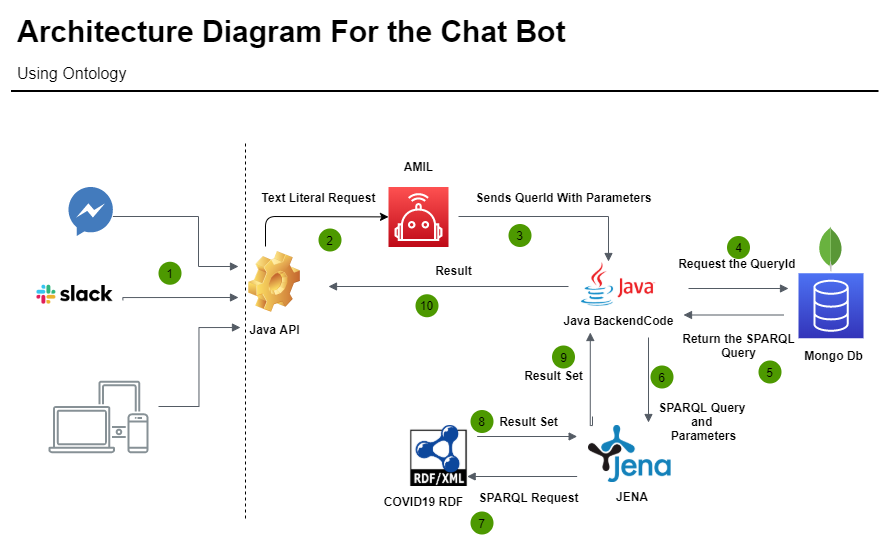 Architecture Diagram For the Chat Bot
Using Ontology
AMIL
Text Literal Request
Sends QuerId With Parameters
2
3
4
1
Request the QueryId
Result
slack
Java
10
Java API
Java BackendCode
Return the SPARQL
Query
Mongo Db
9
5
Result Set
6
SPARQL Query
and
Parameters
8
Result Set
RDF/XML
Jena
COVID19 RDF
SPARQL Request
JENA
7